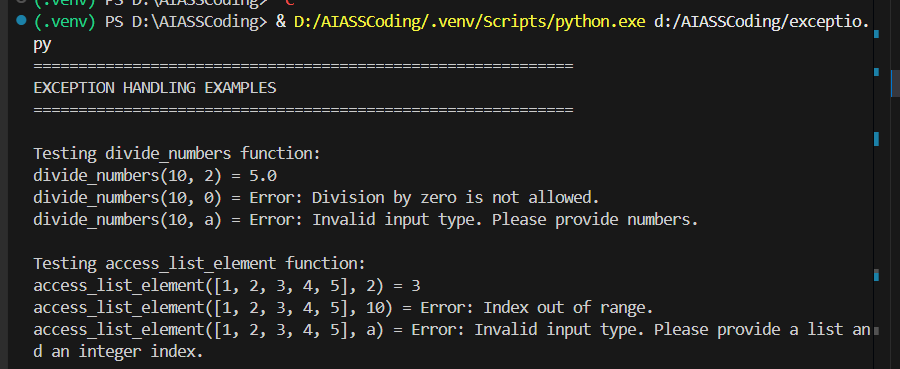 (.venv) PS D:\AIASSCoding> ^C
(.venv) PS D:\AIASSCoding> & D:/AIASSCoding/.venv/Scripts/python.exe d:/AIASSCoding/exceptio.
py
============================================================
EXCEPTION HANDLING EXAMPLES
============================================================
Testing divide_numbers function:
divide_numbers(10, 2) = 5.0
divide_numbers(10, 0) = Error: Division by zero is not allowed.
divide_numbers(10, a) = Error: Invalid input type. Please provide numbers.
Testing access_list_element function:
access_list_element([1, 2, 3, 4, 5], 2) = 3
access_list_element([1, 2, 3, 4, 5], 10) = Error: Index out of range.
access_list_element([1, 2, 3, 4, 5], a) = Error: Invalid input type. Please provide a list an
d an integer index.